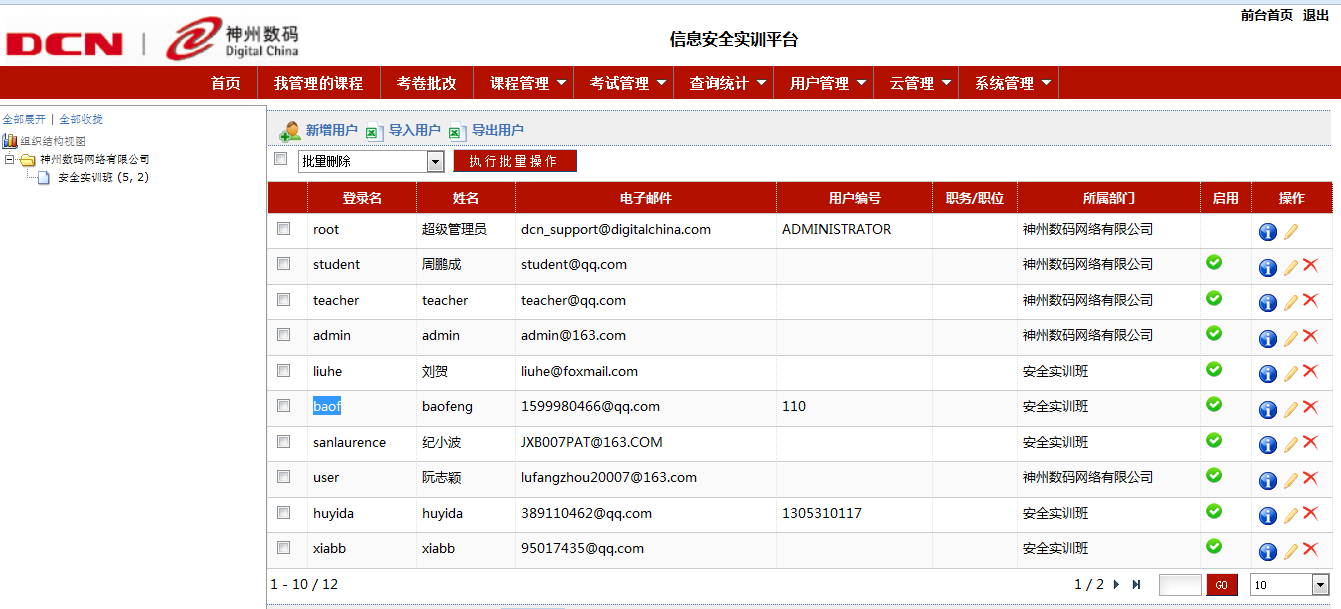 前台首页 退出
DCN 神州数码
Digital China
信息安全实训平台
首页 我管理的课程 考卷批改 课程管理 考试管理 查询统计 用户管理 云管理 系统管理
全部展开 | 全部收拢
组织结构视图
神州数码网络有限公司
安全实训班 (5, 2)
新增用户 导入用户 导出用户
批量删除 执行批量操作
登录名 姓名 电子邮件 用户编号 职务/职位 所属部门 启用 操作
root 超级管理员 dcn_support@digitalchina.com ADMINISTRATOR 神州数码网络有限公司
student 周鹏成 student@qq.com 神州数码网络有限公司
teacher teacher teacher@qq.com 神州数码网络有限公司
admin admin admin@163.com 神州数码网络有限公司
liuhe 刘贺 liuhe@foxmail.com 安全实训班
baof baofeng 1599980466@qq.com 110 安全实训班
sanlaurence 纪小波 JXB007PAT@163.COM 安全实训班
user 阮志颖 lufangzhou20007@163.com 神州数码网络有限公司
huyida huyida 389110462@qq.com 1305310117 安全实训班
xiabb xiabb 95017435@qq.com 安全实训班
1 - 10 / 12 1 / 2 GO 10